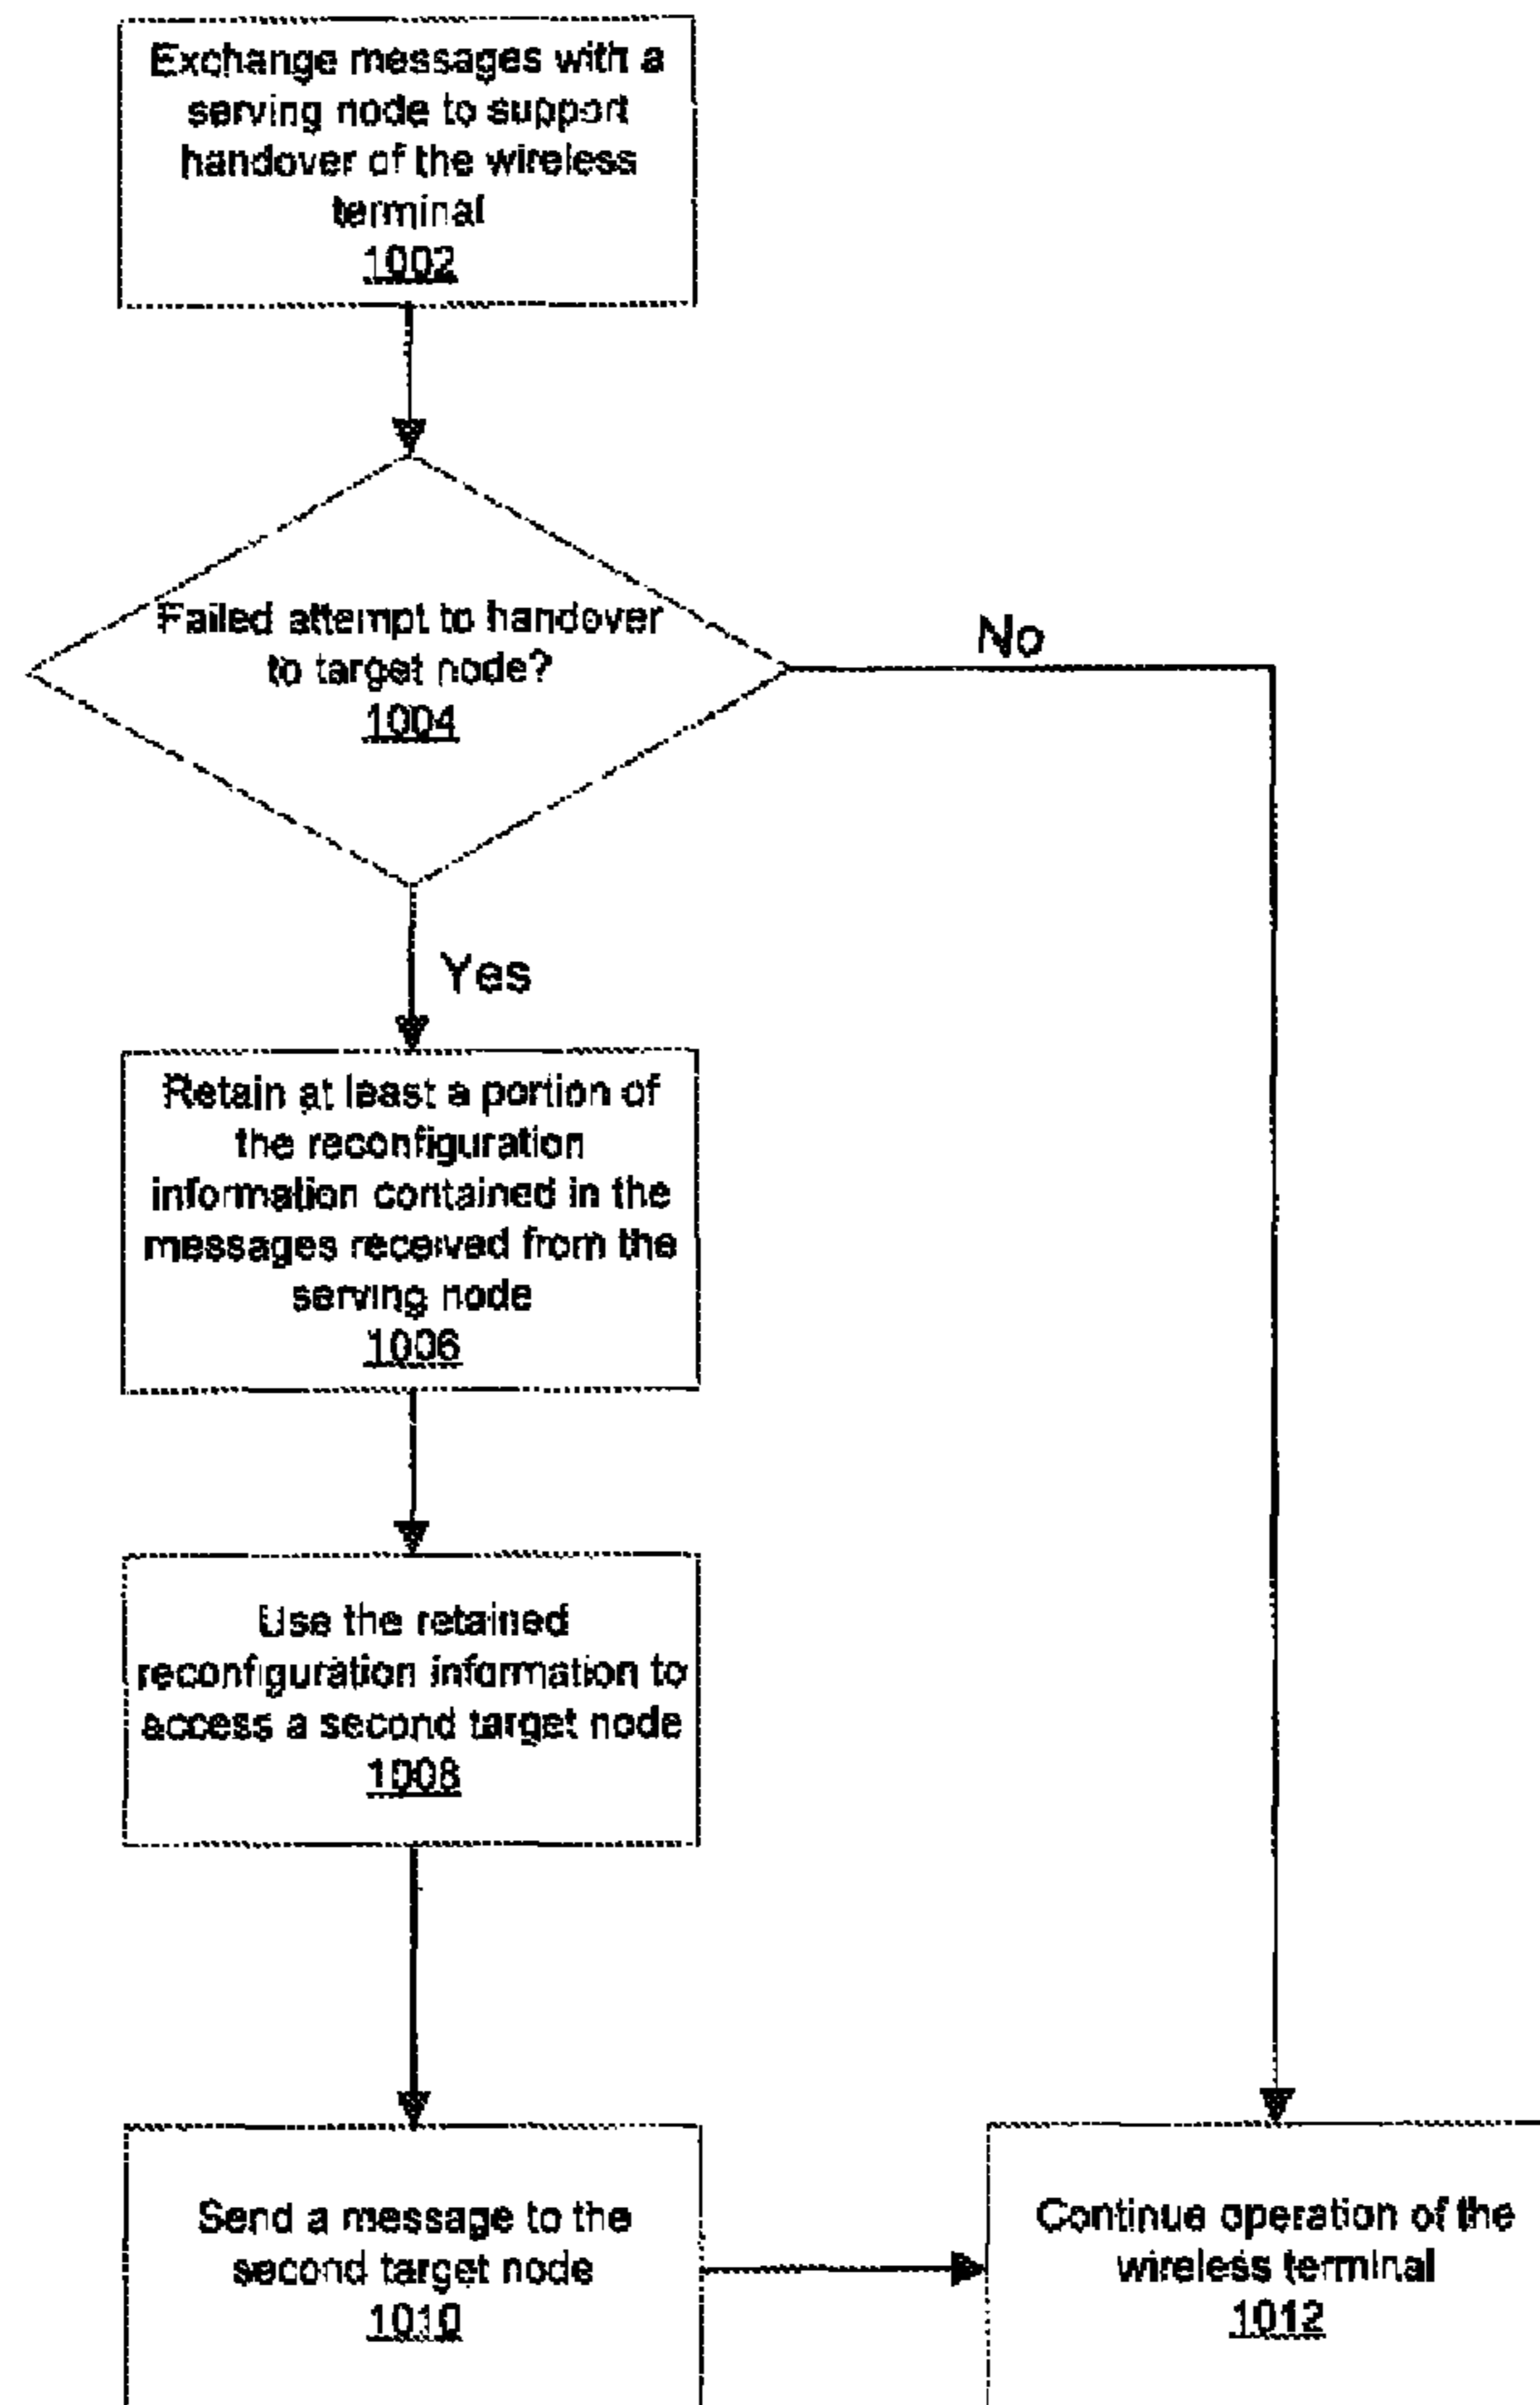 Exchange messages with a
serving node to support
handover of the wireless
terminal
1002
Failed attempt to handover
to target node?
1004
No
Yes
Retain at least a portion of
the reconfiguration
information contained in the
messages received from the
serving node
1006
Use the retained
reconfiguration information to
access a second target node
1008
Send a message to the
second target node
1010
Continue operation of the
wireless terminal
1012